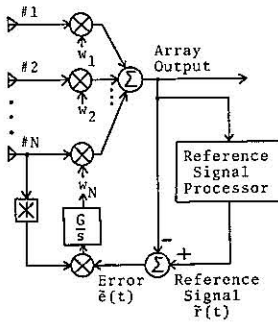 #1
w1
Array
Output
#2
w2
Σ
#N
wN
Reference
Signal
Processor
G
s
*
-
+
Σ
Error
ẽ(t)
Reference
Signal
r̃(t)